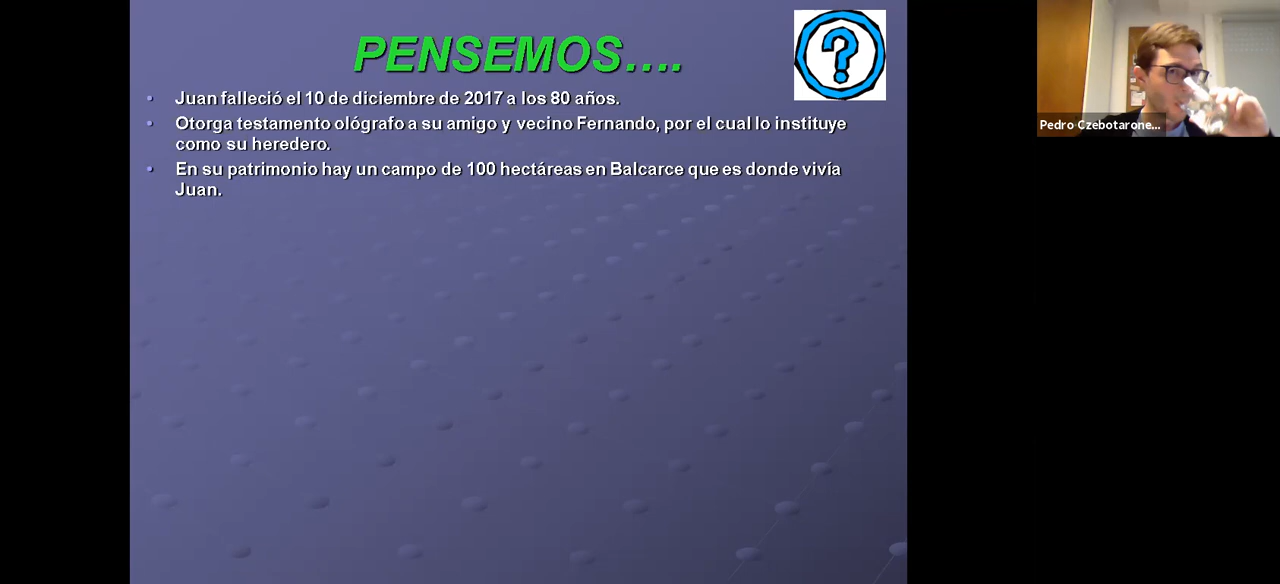 PENSEMOS....
Juan falleció el 10 de diciembre de 2017 a los 80 años.
Otorga testamento ológrafo a su amigo y vecino Fernando, por el cual lo instituye
como su heredero.
En su patrimonio hay un campo de 100 hectáreas en Balcarce que es donde vivía
Juan.
?
Pedro Czebotarone...